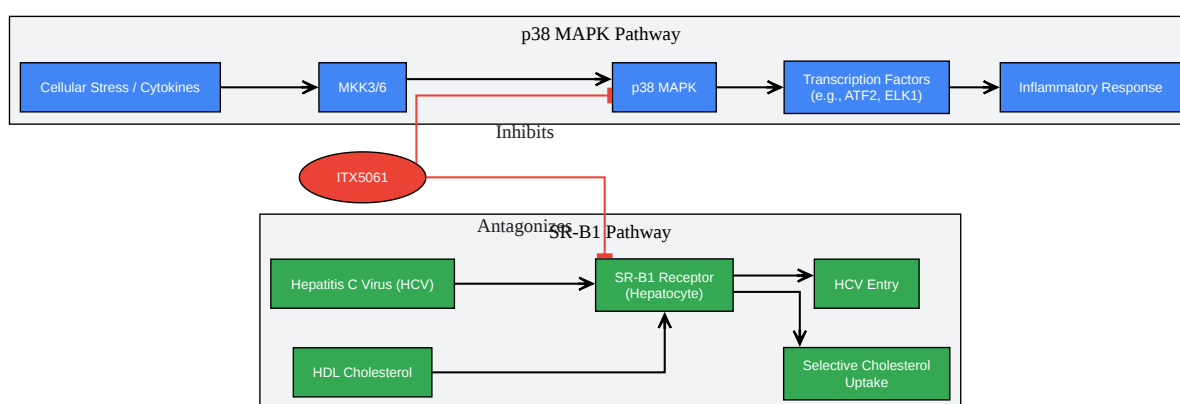 p38 MAPK Pathway
Cellular Stress / Cytokines
MKK3/6
p38 MAPK
Transcription Factors
(e.g., ATF2, ELK1)
Inflammatory Response
Inhibits
ITX5061
Antagonizes
SR-B1 Pathway
Hepatitis C Virus (HCV)
SR-B1 Receptor
(Hepatocyte)
HCV Entry
HDL Cholesterol
Selective Cholesterol
Uptake